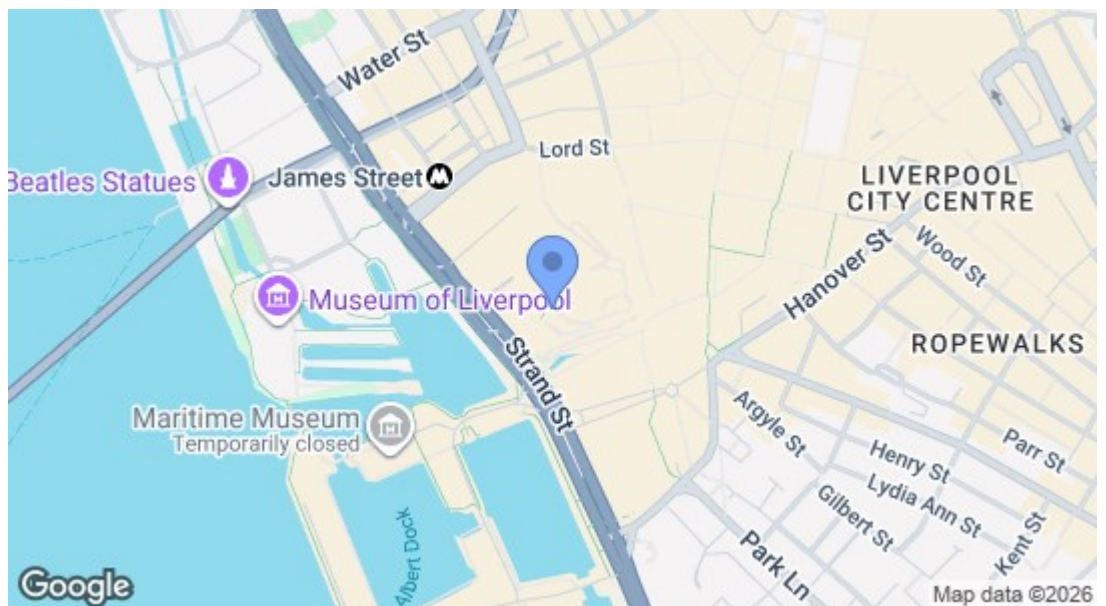 Water St
Lord St
James Street
Beatles Statues
LIVERPOOL
CITY CENTRE
Wood St
Hanover St
Museum of Liverpool
ROPEWALKS
Strand St
Maritime Museum
Temporarily closed
Argyle St
Parr St
Henry St
Lydia Ann St
Gilbert St
Kent St
Park Ln
Albert Dock
Google
Map data ©2026